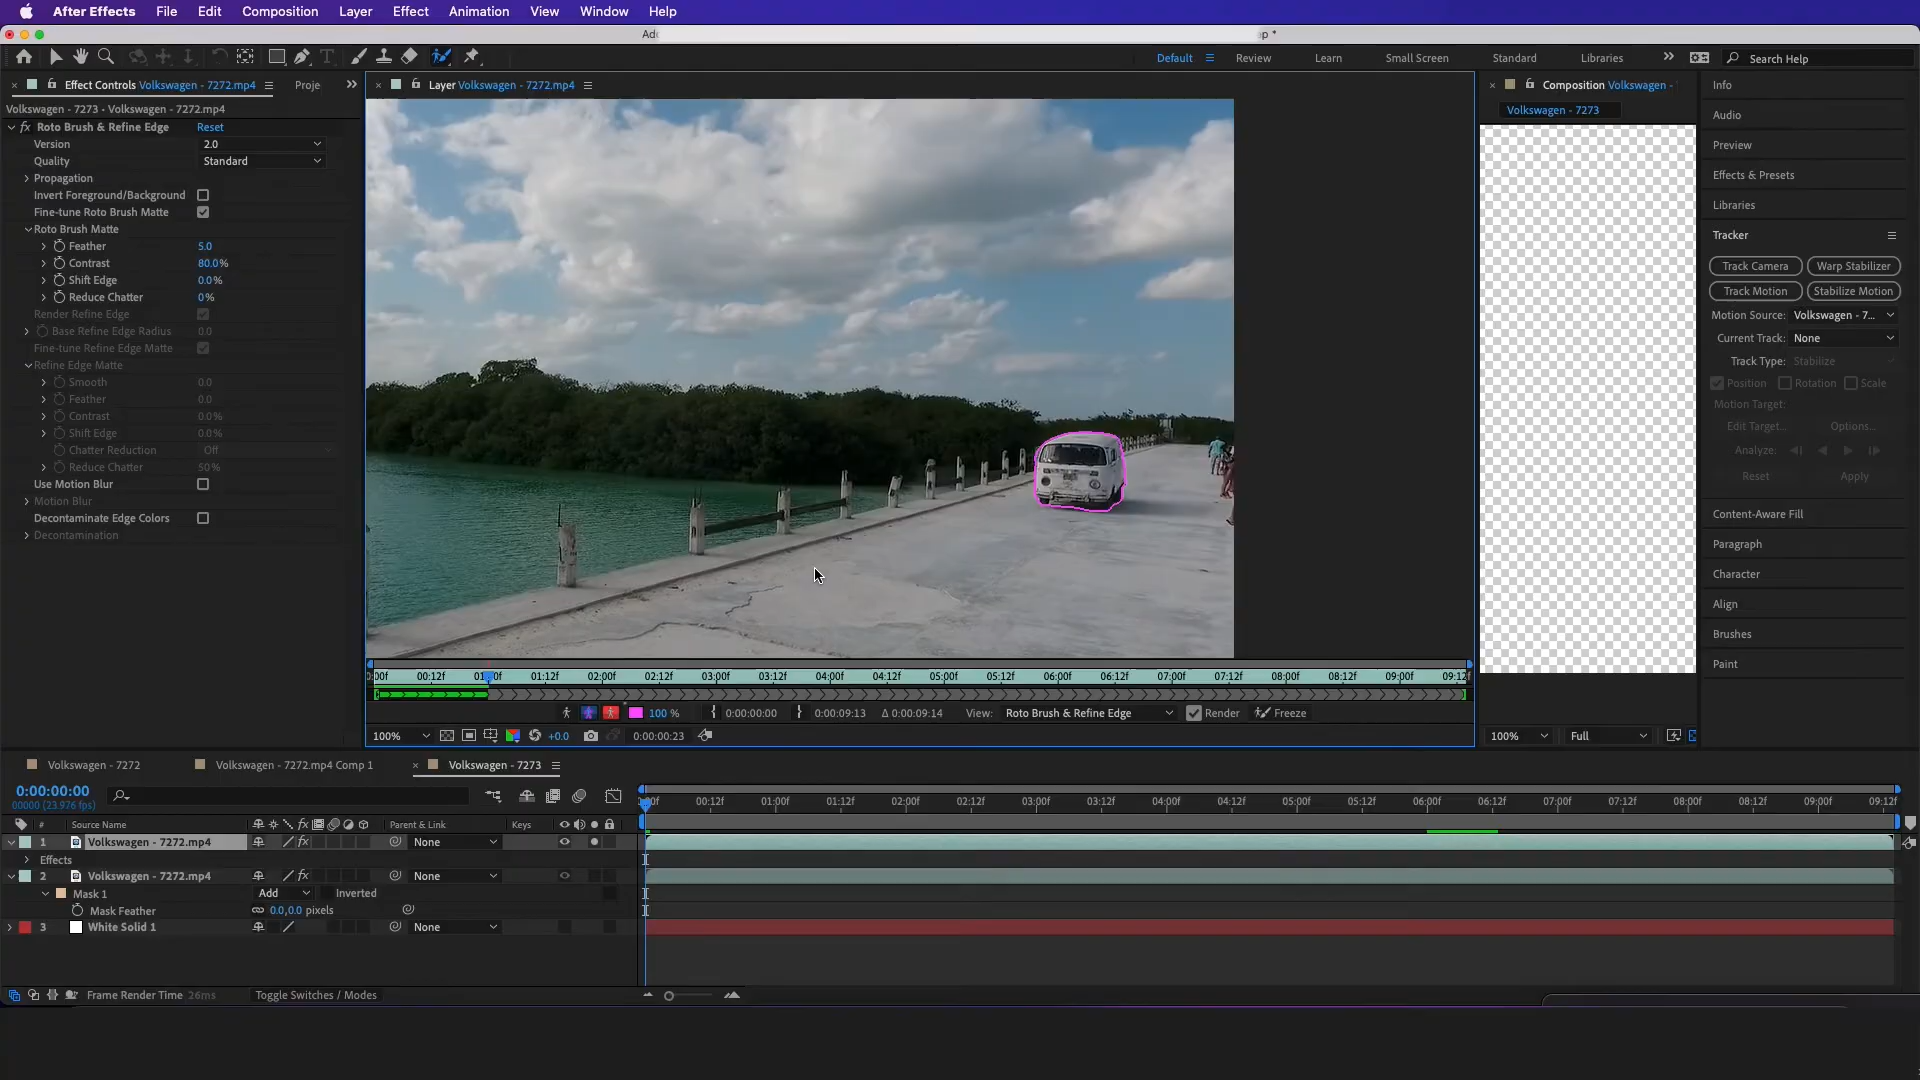 After Effects File Edit Composition Layer Effect Animation View Window Help
Default Review Learn Small Screen Standard Libraries Search Help
Effect Controls Volkswagen - 7272.mp4 Proje
Volkswagen - 7273 • Volkswagen - 7272.mp4
fx Roto Brush & Refine Edge Reset
Version 2.0
Quality Standard
Propagation
Invert Foreground/Background
Fine-tune Roto Brush Matte
Roto Brush Matte
Feather 5.0
Contrast 80.0%
Shift Edge 0.0%
Reduce Chatter 0%
Render Refine Edge
Base Refine Edge Radius 0.0
Fine-tune Refine Edge Matte
Refine Edge Matte
Smooth 0.0
Feather 0.0
Contrast 0.0%
Shift Edge 0.0%
Chatter Reduction Off
Reduce Chatter 50%
Use Motion Blur
Motion Blur
Decontaminate Edge Colors
Decontamination
Layer Volkswagen - 7272.mp4
00:12f 01:12f 02:00f 02:12f 03:00f 03:12f 04:00f 04:12f 05:00f 05:12f 06:00f 06:12f 07:00f 07:12f 08:00f 08:12f 09:00f 09:12f
100 % 0:00:00:00 0:00:09:13 Δ 0:00:09:14 View: Roto Brush & Refine Edge Render Freeze
100% +0.0 0:00:00:23
Composition Volkswagen -
Volkswagen - 7273
100% Full
Info
Audio
Preview
Effects & Presets
Libraries
Tracker
Track Camera Warp Stabilizer
Track Motion Stabilize Motion
Motion Source: Volkswagen - 7...
Current Track: None
Track Type: Stabilize
Position Rotation Scale
Motion Target:
Edit Target... Options...
Analyze:
Reset Apply
Content-Aware Fill
Paragraph
Character
Align
Brushes
Paint
Volkswagen - 7272 Volkswagen - 7272.mp4 Comp 1 Volkswagen - 7273
0:00:00:00
00000 (23.976 fps)
00:12f 01:00f 01:12f 02:00f 02:12f 03:00f 03:12f 04:00f 04:12f 05:00f 05:12f 06:00f 06:12f 07:00f 07:12f 08:00f 08:12f 09:00f 09:12f
# Source Name fx Parent & Link Keys
1 Volkswagen - 7272.mp4 fx None
Effects
2 Volkswagen - 7272.mp4 fx None
Mask 1 Add Inverted
Mask Feather 0.0,0.0 pixels
3 White Solid 1 None
Frame Render Time 26ms Toggle Switches / Modes